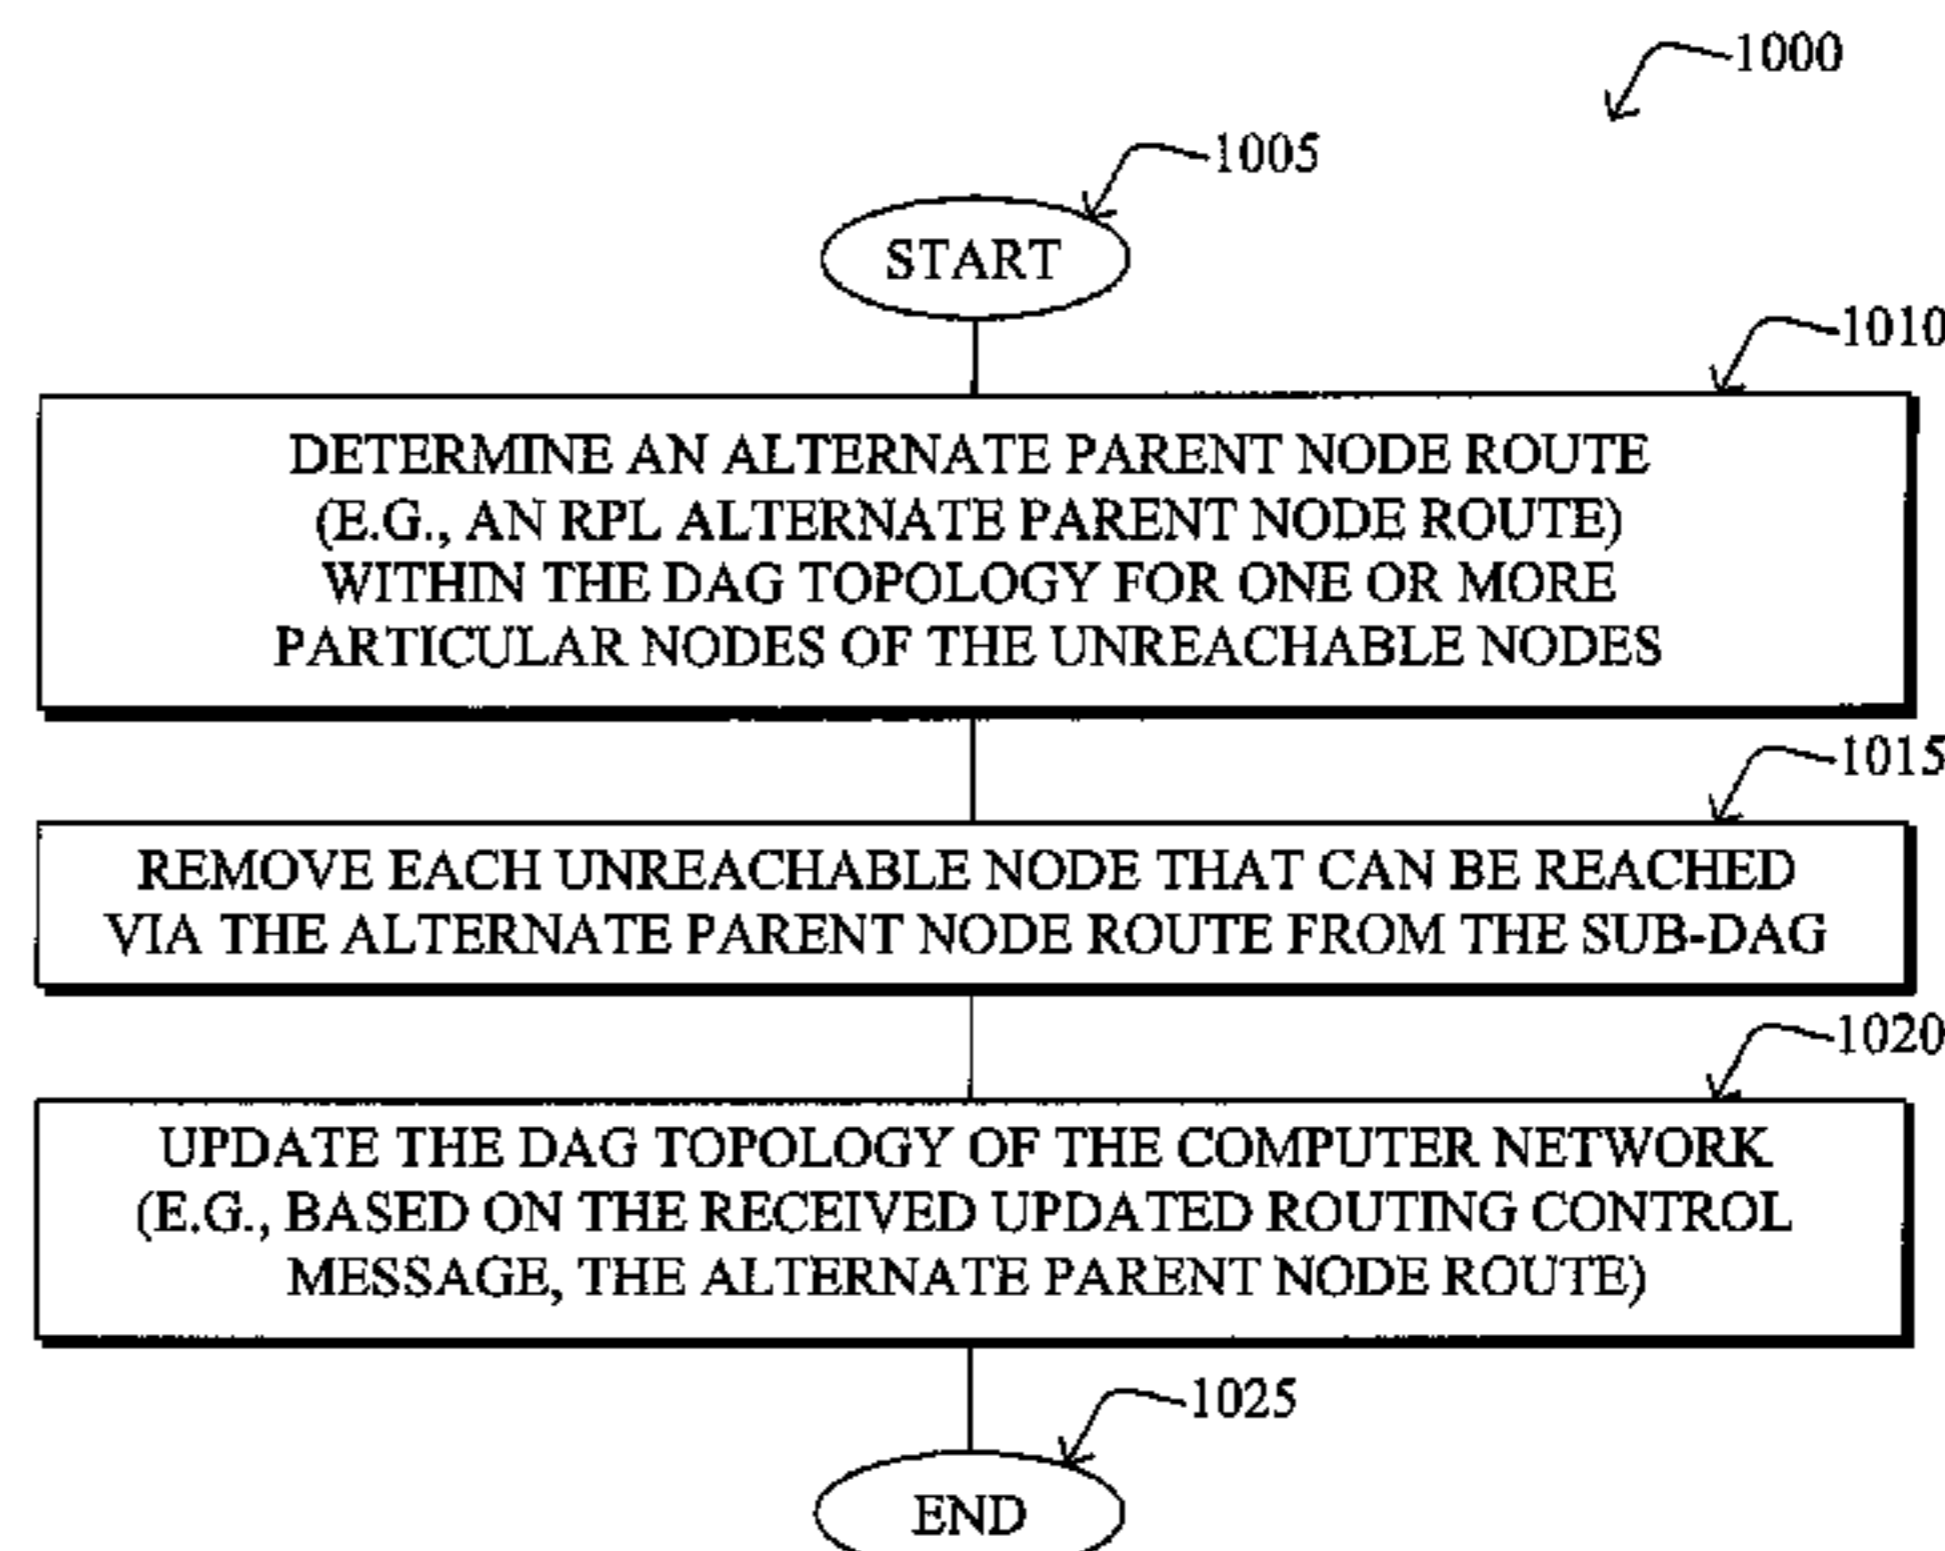 1000
1005
START
1010
DETERMINE AN ALTERNATE PARENT NODE ROUTE
(E.G., AN RPL ALTERNATE PARENT NODE ROUTE)
WITHIN THE DAG TOPOLOGY FOR ONE OR MORE
PARTICULAR NODES OF THE UNREACHABLE NODES
1015
REMOVE EACH UNREACHABLE NODE THAT CAN BE REACHED
VIA THE ALTERNATE PARENT NODE ROUTE FROM THE SUB-DAG
1020
UPDATE THE DAG TOPOLOGY OF THE COMPUTER NETWORK
(E.G., BASED ON THE RECEIVED UPDATED ROUTING CONTROL
MESSAGE, THE ALTERNATE PARENT NODE ROUTE)
1025
END